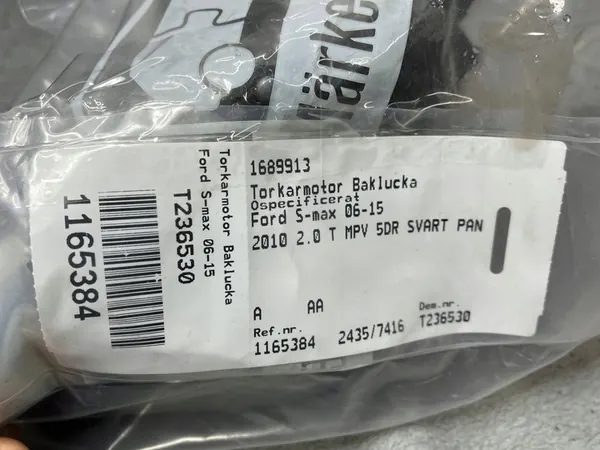 ärke
1165384
T236530
Ford S-max 06-15
Torkarmotor Baklucka
1689913
Torkarmotor Baklucka
Ospecificerat
Ford S-max 06-15
2010 2.0 T MPV 5DR SVART PAN
A AA
Ref.nr. Dem.nr.
1165384 2435/7416 T236530